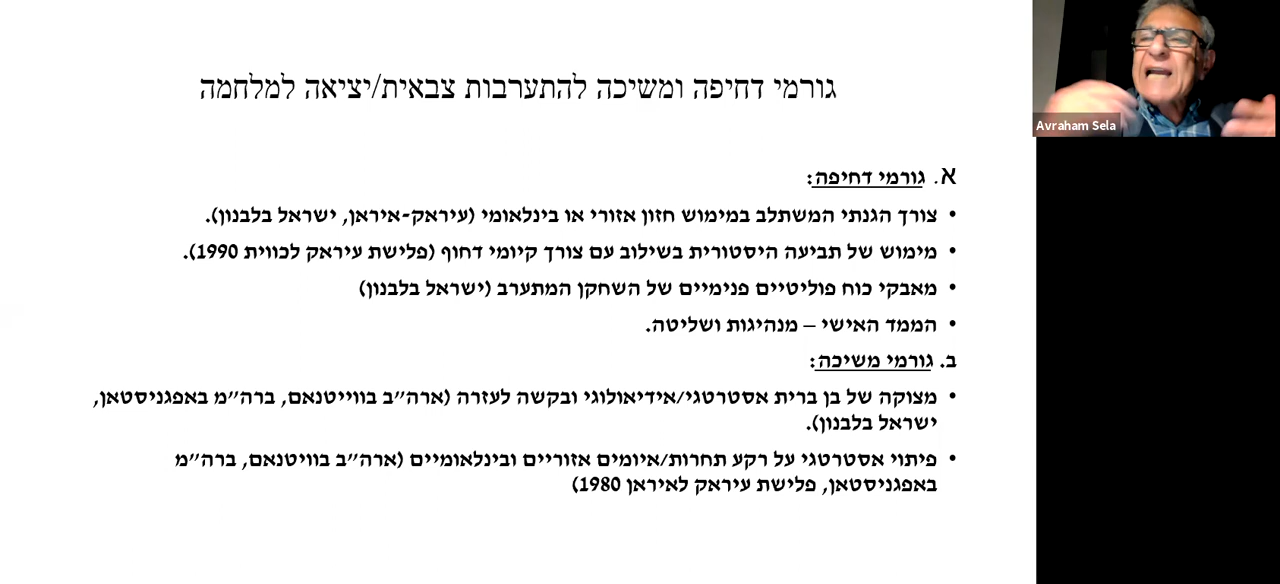 גורמי דחיפה ומשיכה להתערבות צבאית/יציאה למלחמה
Avraham Sela
א. גורמי דחיפה:
• צורך הגנתי המשתלב במימוש חזון אזורי או בינלאומי (עיראק-איראן, ישראל בלבנון).
• מימוש של תביעה היסטורית בשילוב עם צורך קיומי דחוף (פלישת עיראק לכווית 1990).
• מאבקי כוח פוליטיים פנימיים של השחקן המתערב (ישראל בלבנון)
• הממד האישי – מנהיגות ושליטה.
ב. גורמי משיכה:
• מצוקה של בן ברית אסטרטגי/אידיאולוגי ובקשה לעזרה (ארה"ב בווייטנאם, ברה"מ באפגניסטאן,
ישראל בלבנון).
• פיתוי אסטרטגי על רקע תחרות/איומים אזוריים ובינלאומיים (ארה"ב בוויטנאם, ברה"מ
באפגניסטאן, פלישת עיראק לאיראן 1980)